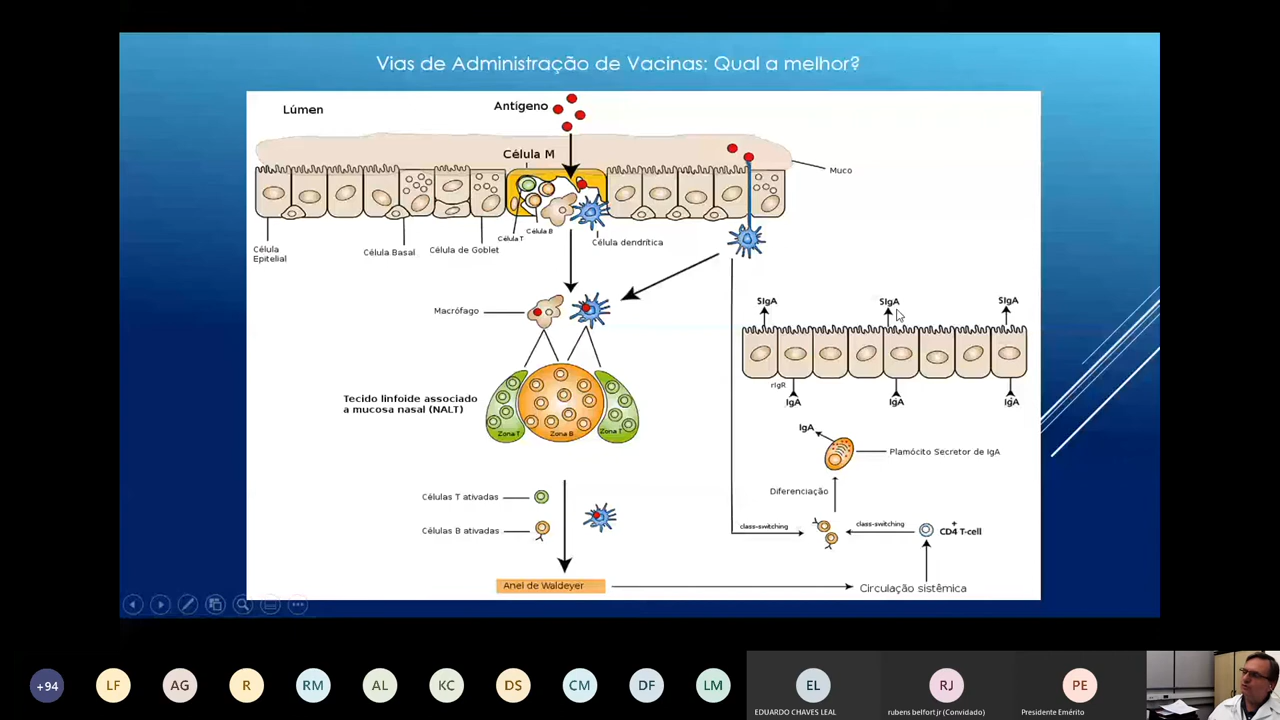 Vias de Administração de Vacinas: Qual a melhor?
Lúmen
Antígeno
Célula M
Muco
Célula T
Célula B
Célula dendrítica
Célula
Epitelial
Célula Basal
Célula de Goblet
Macrófago
SIgA
SIgA
SIgA
rIgR
IgA
IgA
IgA
Tecido linfoide associado
a mucosa nasal (NALT)
Zona T
Zona B
Zona T
IgA
Plamócito Secretor de IgA
Diferenciação
Células T ativadas
Células B ativadas
class-switching
class-switching
CD4+ T-cell
Anel de Waldeyer
Circulação sistêmica
+94
LF
AG
R
RM
AL
KC
DS
CM
DF
LM
EL
EDUARDO CHAVES LEAL
RJ
rubens belfort jr (Convidado)
PE
Presidente Emérito